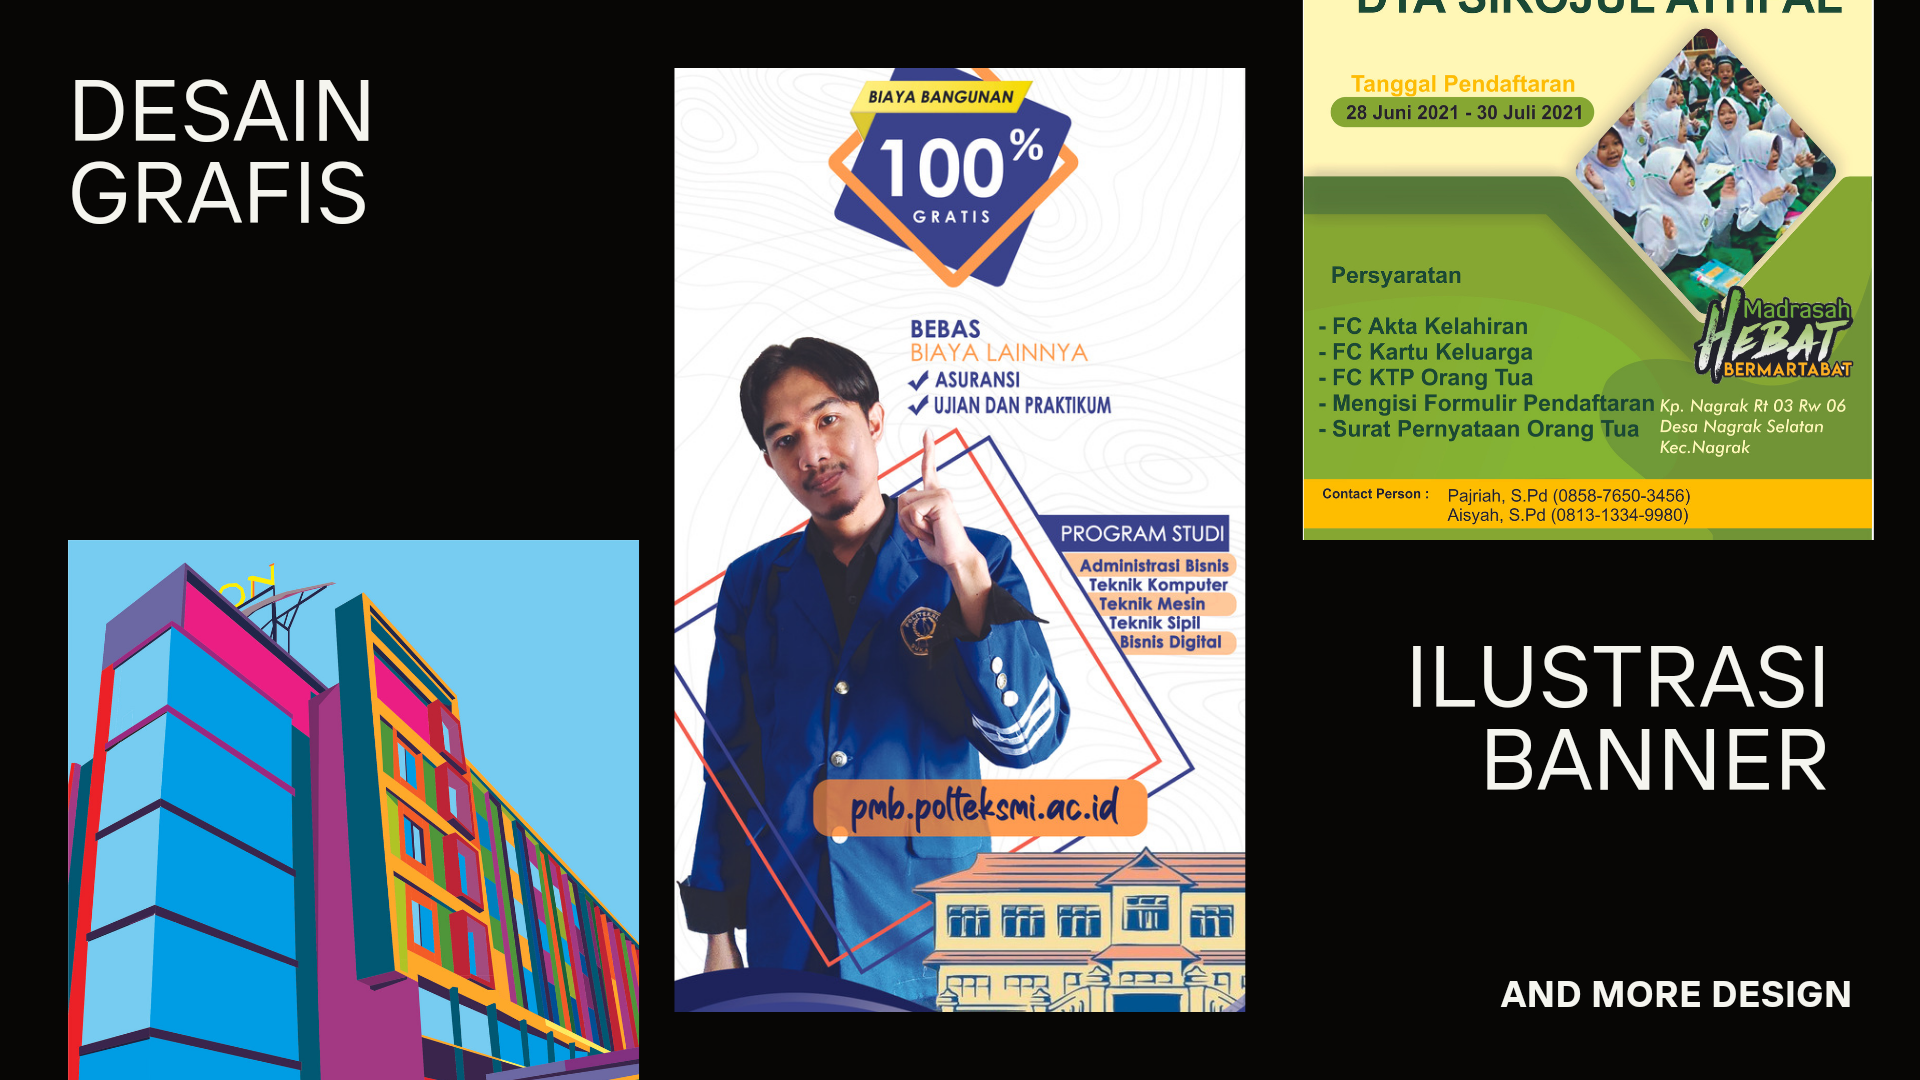 DESAIN
GRAFIS
ON
BIAYA BANGUNAN
100%
GRATIS
BEBAS
BIAYA LAINNYA
ASURANSI
UJIAN DAN PRAKTIKUM
PROGRAM STUDI
Administrasi Bisnis
Teknik Komputer
Teknik Mesin
Teknik Sipil
Bisnis Digital
pmb.polteksmi.ac.id
DTA SIROJUL ATHFAL
Tanggal Pendaftaran
28 Juni 2021 - 30 Juli 2021
Persyaratan
- FC Akta Kelahiran
- FC Kartu Keluarga
- FC KTP Orang Tua
- Mengisi Formulir Pendaftaran
- Surat Pernyataan Orang Tua
Madrasah
HEBAT
BERMARTABAT
Kp. Nagrak Rt 03 Rw 06
Desa Nagrak Selatan
Kec.Nagrak
Contact Person :
Pajriah, S.Pd (0858-7650-3456)
Aisyah, S.Pd (0813-1334-9980)
ILUSTRASI
BANNER
AND MORE DESIGN